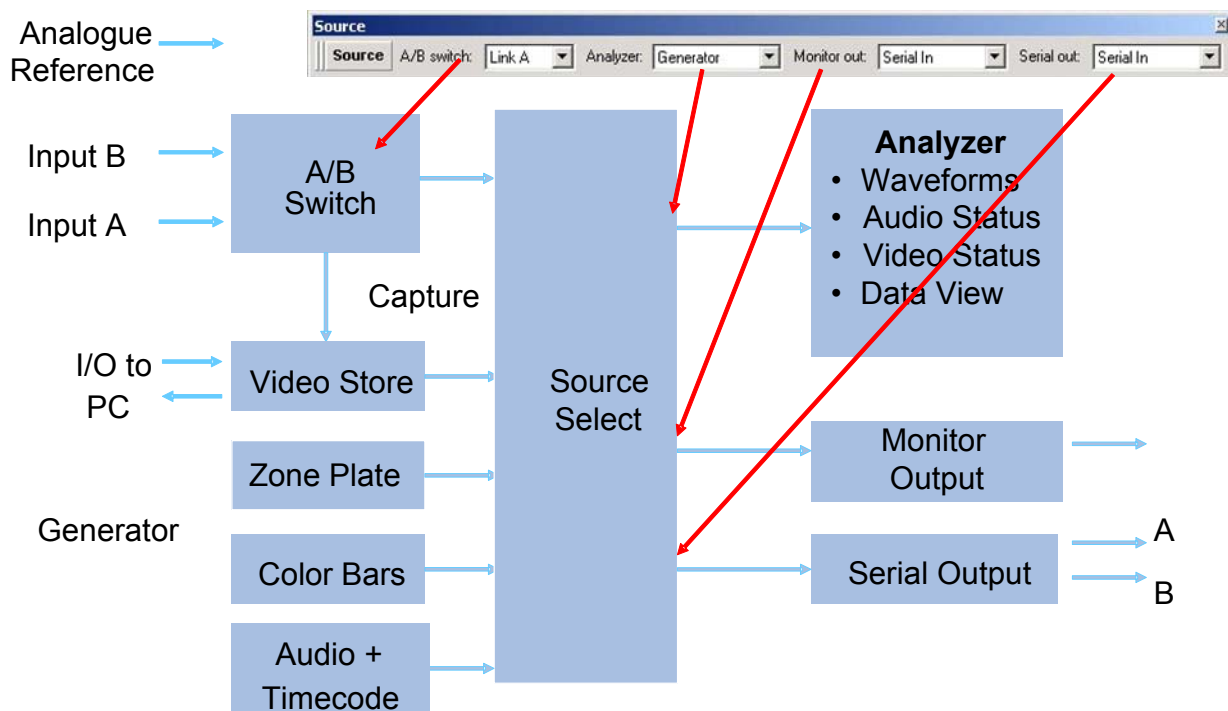 Source
Source A/B switch: Link A Analyzer: Generator Monitor out: Serial In Serial out: Serial In
Analogue
Reference
Input B
Input A
A/B
Switch
Capture
I/O to
PC
Video Store
Zone Plate
Generator
Color Bars
Audio +
Timecode
Source
Select
Analyzer
• Waveforms
• Audio Status
• Video Status
• Data View
Monitor
Output
Serial Output
A
B